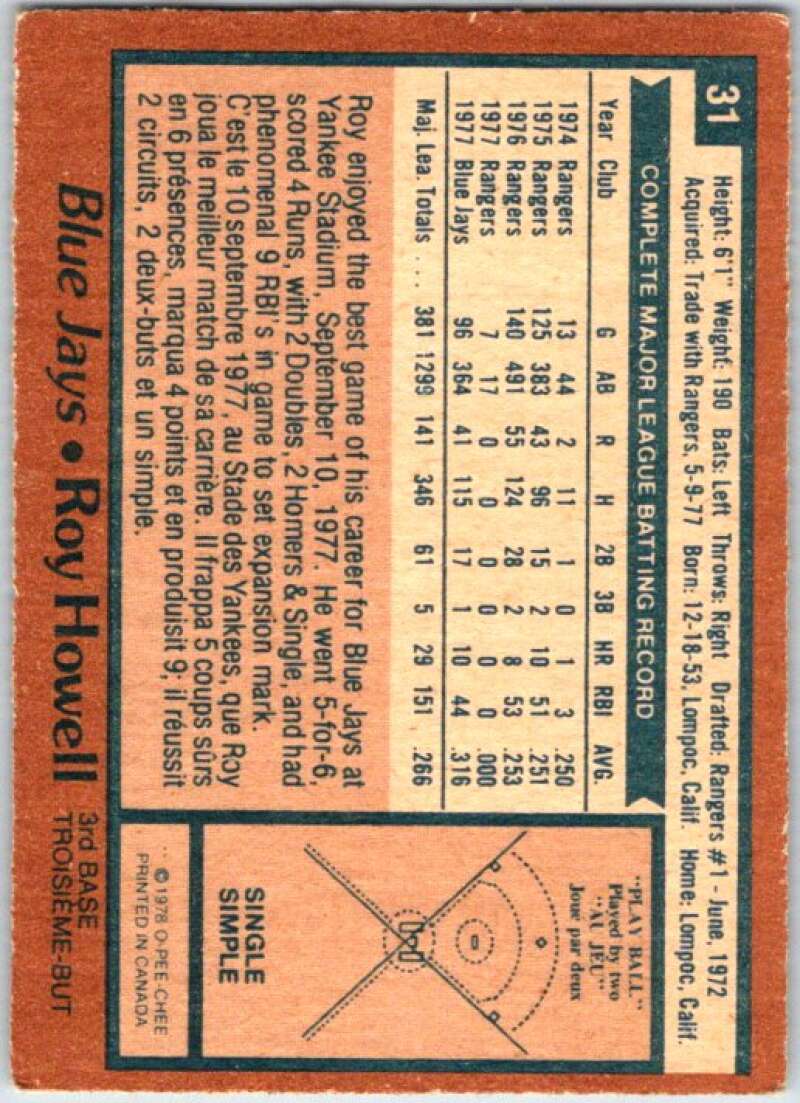 31
Height: 6'1" Weight: 190 Bats: Left Throws: Right Drafted: Rangers #1 - June, 1972
Acquired: Trade with Rangers, 5-9-77 Born: 12-18-53, Lompoc, Calif. Home: Lompoc, Calif.
COMPLETE MAJOR LEAGUE BATTING RECORD
Year Club G AB R H 2B 3B HR RBI AVG.
1974 Rangers 13 44 2 11 1 0 1 3 .250
1975 Rangers 125 383 43 96 15 2 10 51 .251
1976 Rangers 140 491 55 124 28 2 8 53 .253
1977 Rangers 7 17 0 0 0 0 0 0 .000
1977 Blue Jays 96 364 41 115 17 1 10 44 .316
Maj. Lea. Totals ... 381 1299 141 346 61 5 29 151 .266
Roy enjoyed the best game of his career for Blue Jays at
Yankee Stadium, September 10, 1977. He went 5-for-6,
scored 4 Runs, with 2 Doubles, 2 Homers & Single, and had
phenomenal 9 RBI's in game to set expansion mark.
C'est le 10 septembre 1977, au Stade des Yankees, que Roy
joua le meilleur match de sa carrière. Il frappa 5 coups sûrs
en 6 présences, marqua 4 points et en produisit 9; il réussit
2 circuits, 2 deux-buts et un simple.
"PLAY BALL"
Played by two
"AU JEU"
Joue par deux
SINGLE
SIMPLE
©1978 O-PEE-CHEE
PRINTED IN CANADA
Blue Jays • Roy Howell
3rd BASE
TROISIÈME-BUT